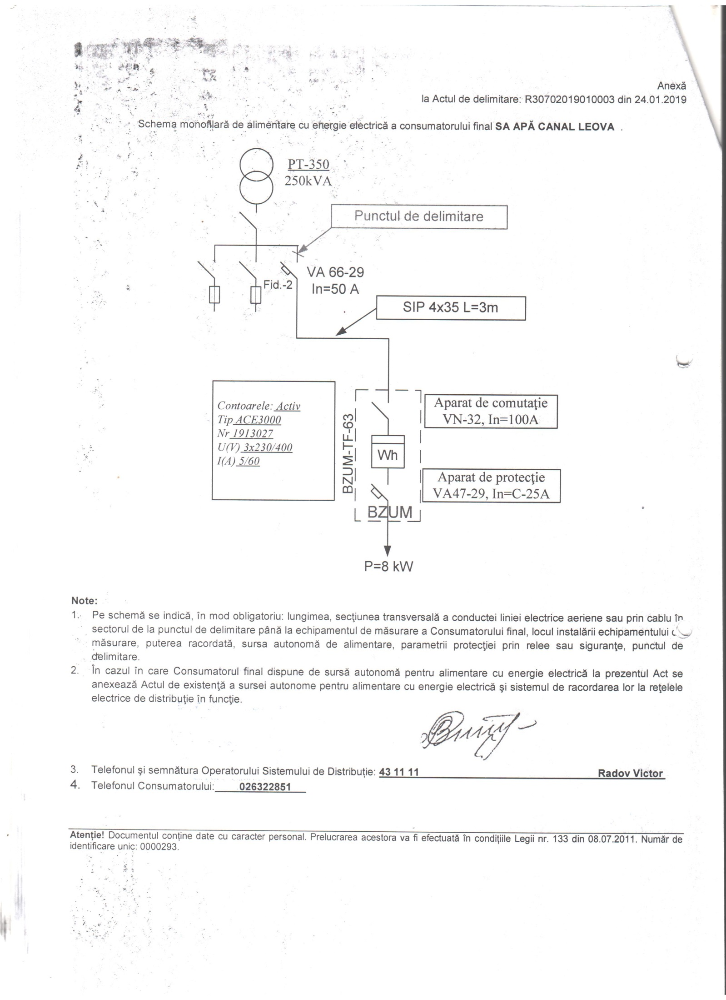 Anexă
la Actul de delimitare: R30702019010003 din 24.01.2019
Schema monofilară de alimentare cu energie electrică a consumatorului final SA APĂ CANAL LEOVA .
PT-350
250kVA
Punctul de delimitare
VA 66-29
Fid.-2
In=50 A
SIP 4x35 L=3m
Contoarele: Activ
Tip ACE3000
Nr 1913027
U(V) 3x230/400
I(A) 5/60
BZUM-TF-63
Aparat de comutaţie
VN-32, In=100A
Wh
Aparat de protecţie
VA47-29, In=C-25A
BZUM
P=8 kW
Note:
1. Pe schemă se indică, în mod obligatoriu: lungimea, secţiunea transversală a conductei liniei electrice aeriene sau prin cablu în
sectorul de la punctul de delimitare până la echipamentul de măsurare a Consumatorului final, locul instalării echipamentului
măsurare, puterea racordată, sursa autonomă de alimentare, parametrii protecţiei prin relee sau siguranţe, punctul de
delimitare.
2. În cazul în care Consumatorul final dispune de sursă autonomă pentru alimentare cu energie electrică la prezentul Act se
anexează Actul de existenţă a sursei autonome pentru alimentare cu energie electrică şi sistemul de racordarea lor la reţelele
electrice de distribuţie în funcţie.
3. Telefonul şi semnătura Operatorului Sistemului de Distribuție: 43 11 11 Radov Victor
4. Telefonul Consumatorului: 026322851
Atenție! Documentul conține date cu caracter personal. Prelucrarea acestora va fi efectuată în condițiile Legii nr. 133 din 08.07.2011. Număr de
identificare unic: 0000293.